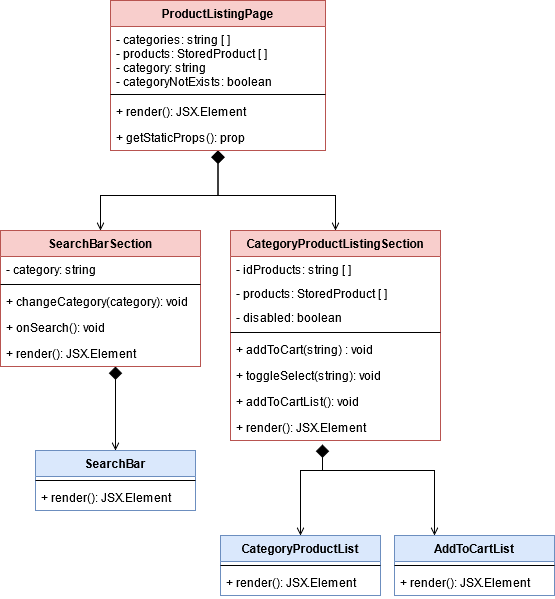 ProductListingPage
- categories: string [ ]
- products: StoredProduct [ ]
- category: string
- categoryNotExists: boolean
+ render(): JSX.Element
+ getStaticProps(): prop
SearchBarSection
- category: string
+ changeCategory(category): void
+ onSearch(): void
+ render(): JSX.Element
CategoryProductListingSection
- idProducts: string [ ]
- products: StoredProduct [ ]
- disabled: boolean
+ addToCart(string) : void
+ toggleSelect(string): void
+ addToCartList(): void
+ render(): JSX.Element
SearchBar
+ render(): JSX.Element
CategoryProductList
+ render(): JSX.Element
AddToCartList
+ render(): JSX.Element